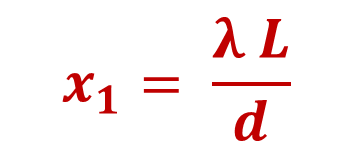 x₁ = λ L / d